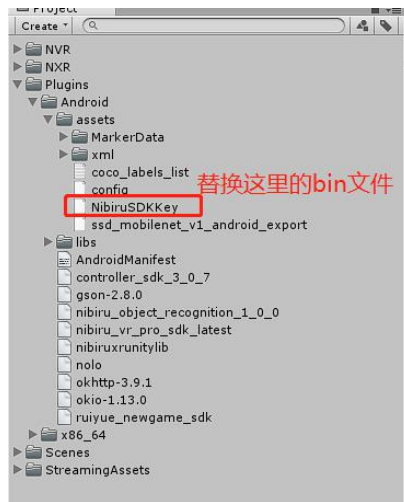 Project
Create
NVR
NXR
Plugins
Android
assets
MarkerData
xml
coco_labels_list
config
替换这里的bin文件
NibiruSDKKey
ssd_mobilenet_v1_android_export
libs
AndroidManifest
controller_sdk_3_0_7
gson-2.8.0
nibiru_object_recognition_1_0_0
nibiru_vr_pro_sdk_latest
nibiruxrunitylib
nolo
okhttp-3.9.1
okio-1.13.0
ruiyue_newgame_sdk
x86_64
Scenes
StreamingAssets